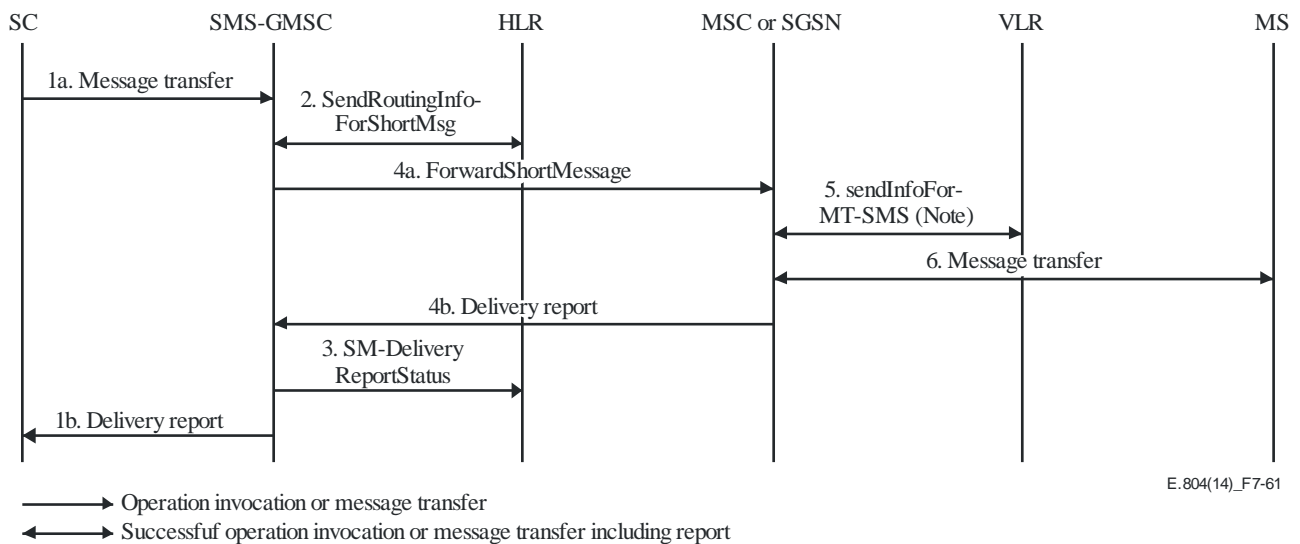 SC SMS-GMSC HLR MSC or SGSN VLR MS
1a. Message transfer
2. SendRoutingInfo-
ForShortMsg
4a. ForwardShortMessage
5. sendInfoFor-
MT-SMS (Note)
6. Message transfer
4b. Delivery report
3. SM-Delivery
ReportStatus
1b. Delivery report
E.804(14)_F7-61
Operation invocation or message transfer
Successfuf operation invocation or message transfer including report